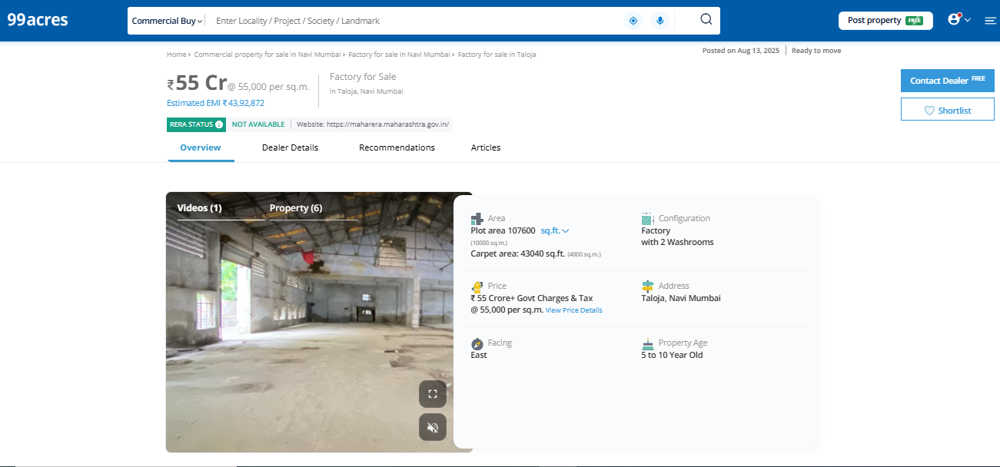 99acres
Commercial Buy
Enter Locality / Project / Society / Landmark
Post property FREE
Home > Commercial property for sale in Navi Mumbai > Factory for sale in Navi Mumbai > Factory for sale in Taloja
Posted on Aug 13, 2025 | Ready to move
₹55 Cr @ 55,000 per sq.m.
Estimated EMI ₹ 43,92,872
Factory for Sale
in Taloja, Navi Mumbai
Contact Dealer FREE
Shortlist
RERA STATUS NOT AVAILABLE Website: https://maharera.maharashtra.gov.in/
Overview Dealer Details Recommendations Articles
Videos (1) Property (6)
Area
Plot area 107600 sq.ft.
(10000 sq.m.)
Carpet area: 43040 sq.ft. (4000 sq.m.)
Configuration
Factory
with 2 Washrooms
Price
₹ 55 Crore+ Govt Charges & Tax
@ 55,000 per sq.m. View Price Details
Address
Taloja, Navi Mumbai
Facing
East
Property Age
5 to 10 Year Old